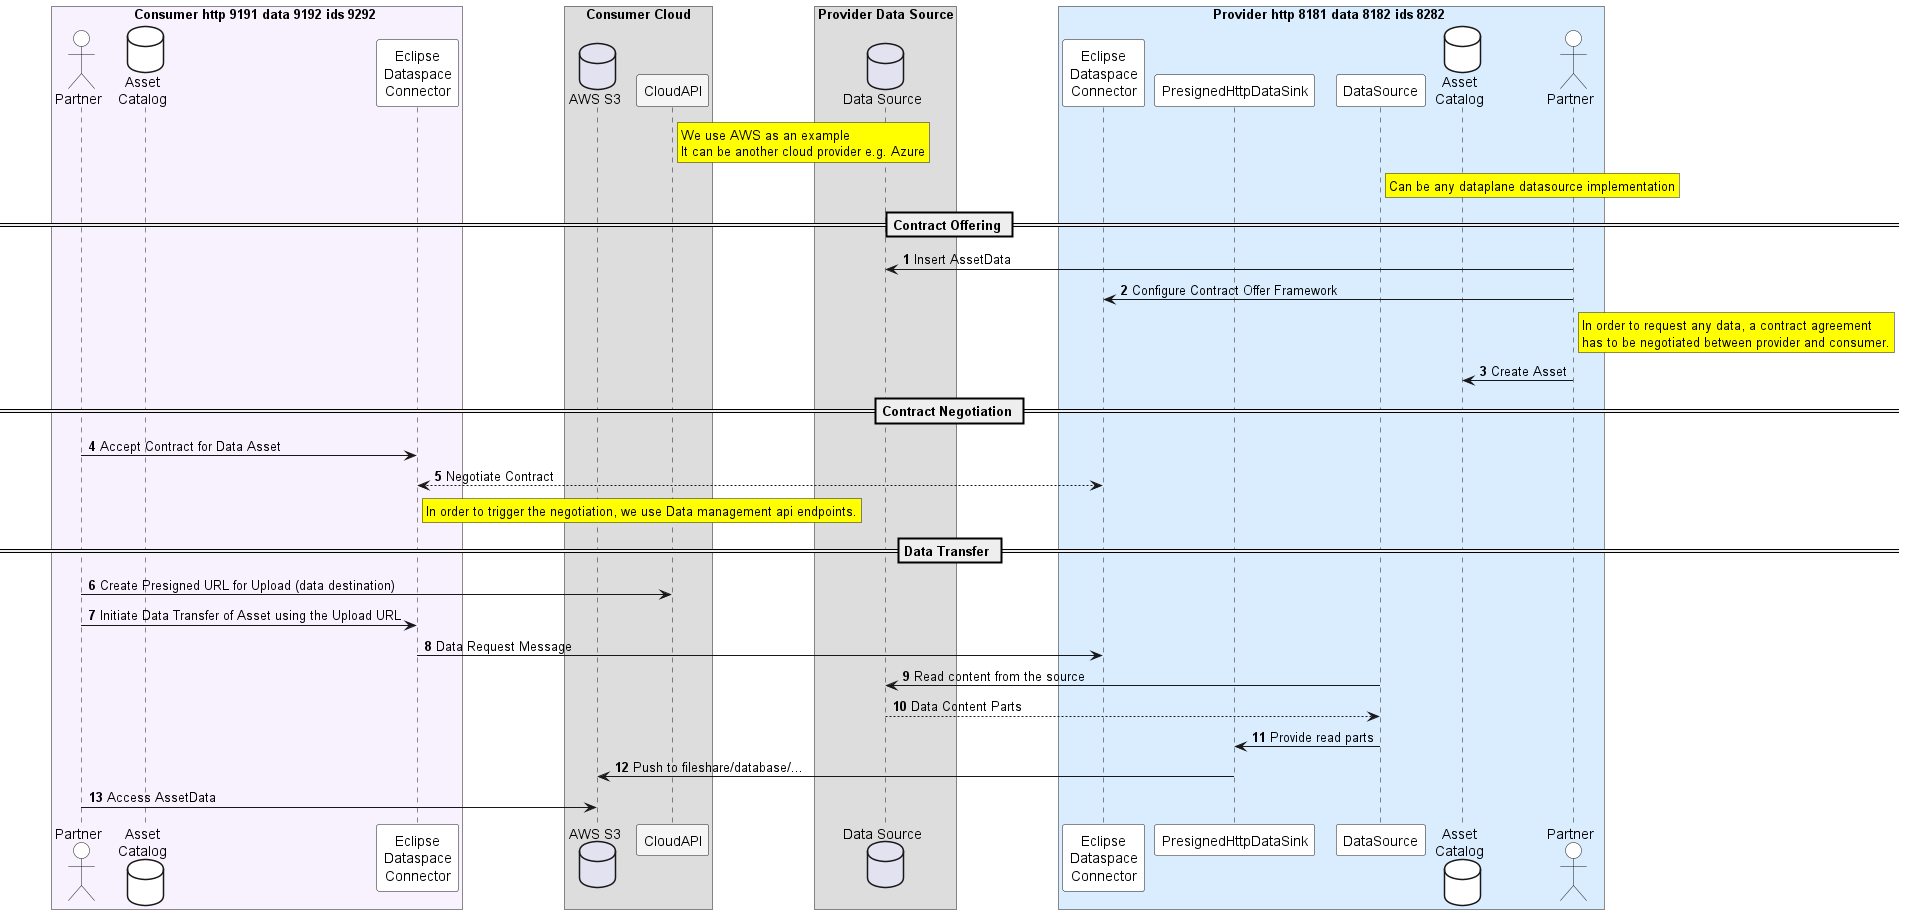 Consumer http 9191 data 9192 ids 9292
Consumer Cloud
Provider Data Source
Provider http 8181 data 8182 ids 8282
Partner
Asset
Catalog
Eclipse
Dataspace
Connector
AWS S3
CloudAPI
Data Source
Eclipse
Dataspace
Connector
PresignedHttpDataSink
DataSource
Asset
Catalog
Partner
We use AWS as an example
It can be another cloud provider e.g. Azure
Can be any dataplane datasource implementation
Contract Offering
1 Insert AssetData
2 Configure Contract Offer Framework
In order to request any data, a contract agreement
has to be negotiated between provider and consumer.
3 Create Asset
Contract Negotiation
4 Accept Contract for Data Asset
5 Negotiate Contract
In order to trigger the negotiation, we use Data management api endpoints.
Data Transfer
6 Create Presigned URL for Upload (data destination)
7 Initiate Data Transfer of Asset using the Upload URL
8 Data Request Message
9 Read content from the source
10 Data Content Parts
11 Provide read parts
12 Push to fileshare/database/...
13 Access AssetData
Partner
Asset
Catalog
Eclipse
Dataspace
Connector
AWS S3
CloudAPI
Data Source
Eclipse
Dataspace
Connector
PresignedHttpDataSink
DataSource
Asset
Catalog
Partner